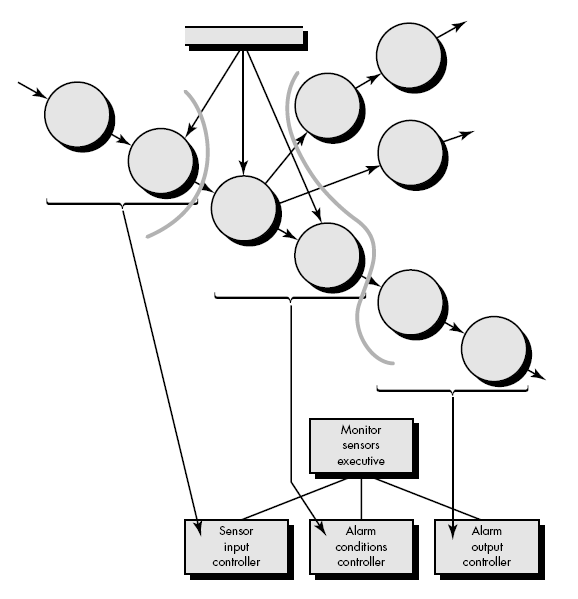 Monitor
sensors
executive
Sensor
input
controller
Alarm
conditions
controller
Alarm
output
controller